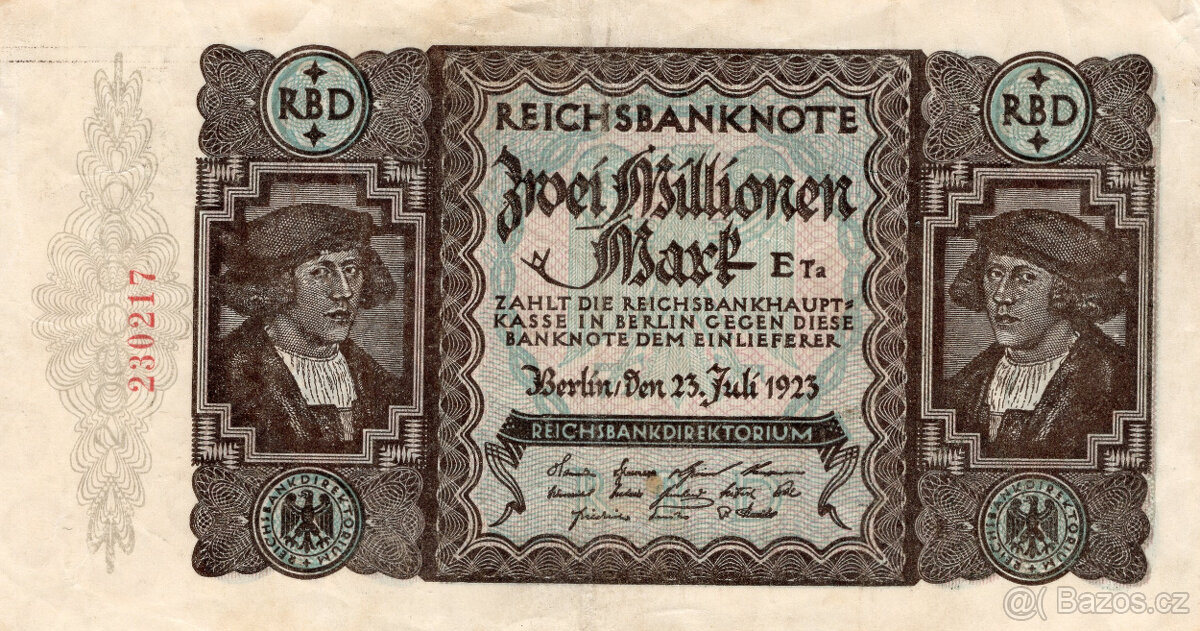 RBD
REICHSBANKNOTE
RBD
Zwei Millionen
Mark E Ta
ZAHLT DIE REICHSBANKHAUPT=
KASSE IN BERLIN GEGEN DIESE
BANKNOTE DEM EINLIEFERER
Berlin, den 23. Juli 1923
REICHSBANKDIREKTORIUM
230217
REICHSBANKDIREKTORIUM
REICHSBANKDIREKTORIUM
@( Bazos.cz